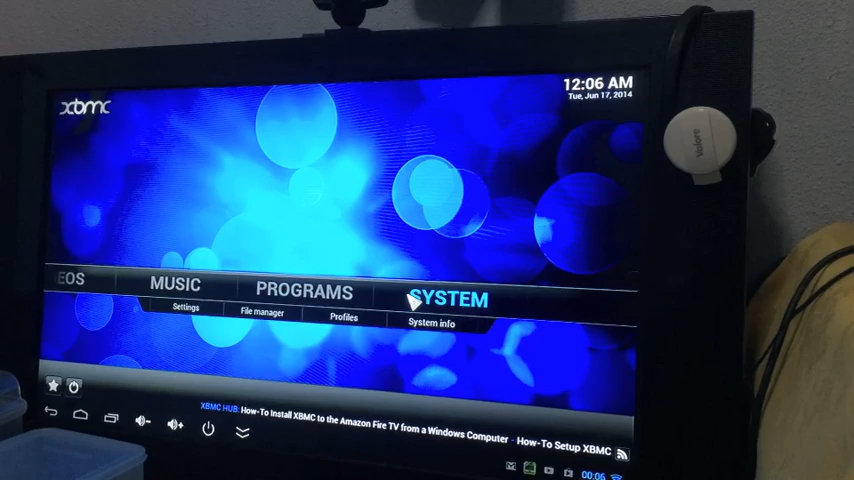 xbmc
12:06 AM
Tue, Jun 17, 2014
Valore
EOS MUSIC PROGRAMS SYSTEM
Settings File manager Profiles System info
XBMC HUB: How-To Install XBMC to the Amazon Fire TV from a Windows Computer - How-To Setup XBMC
00:06